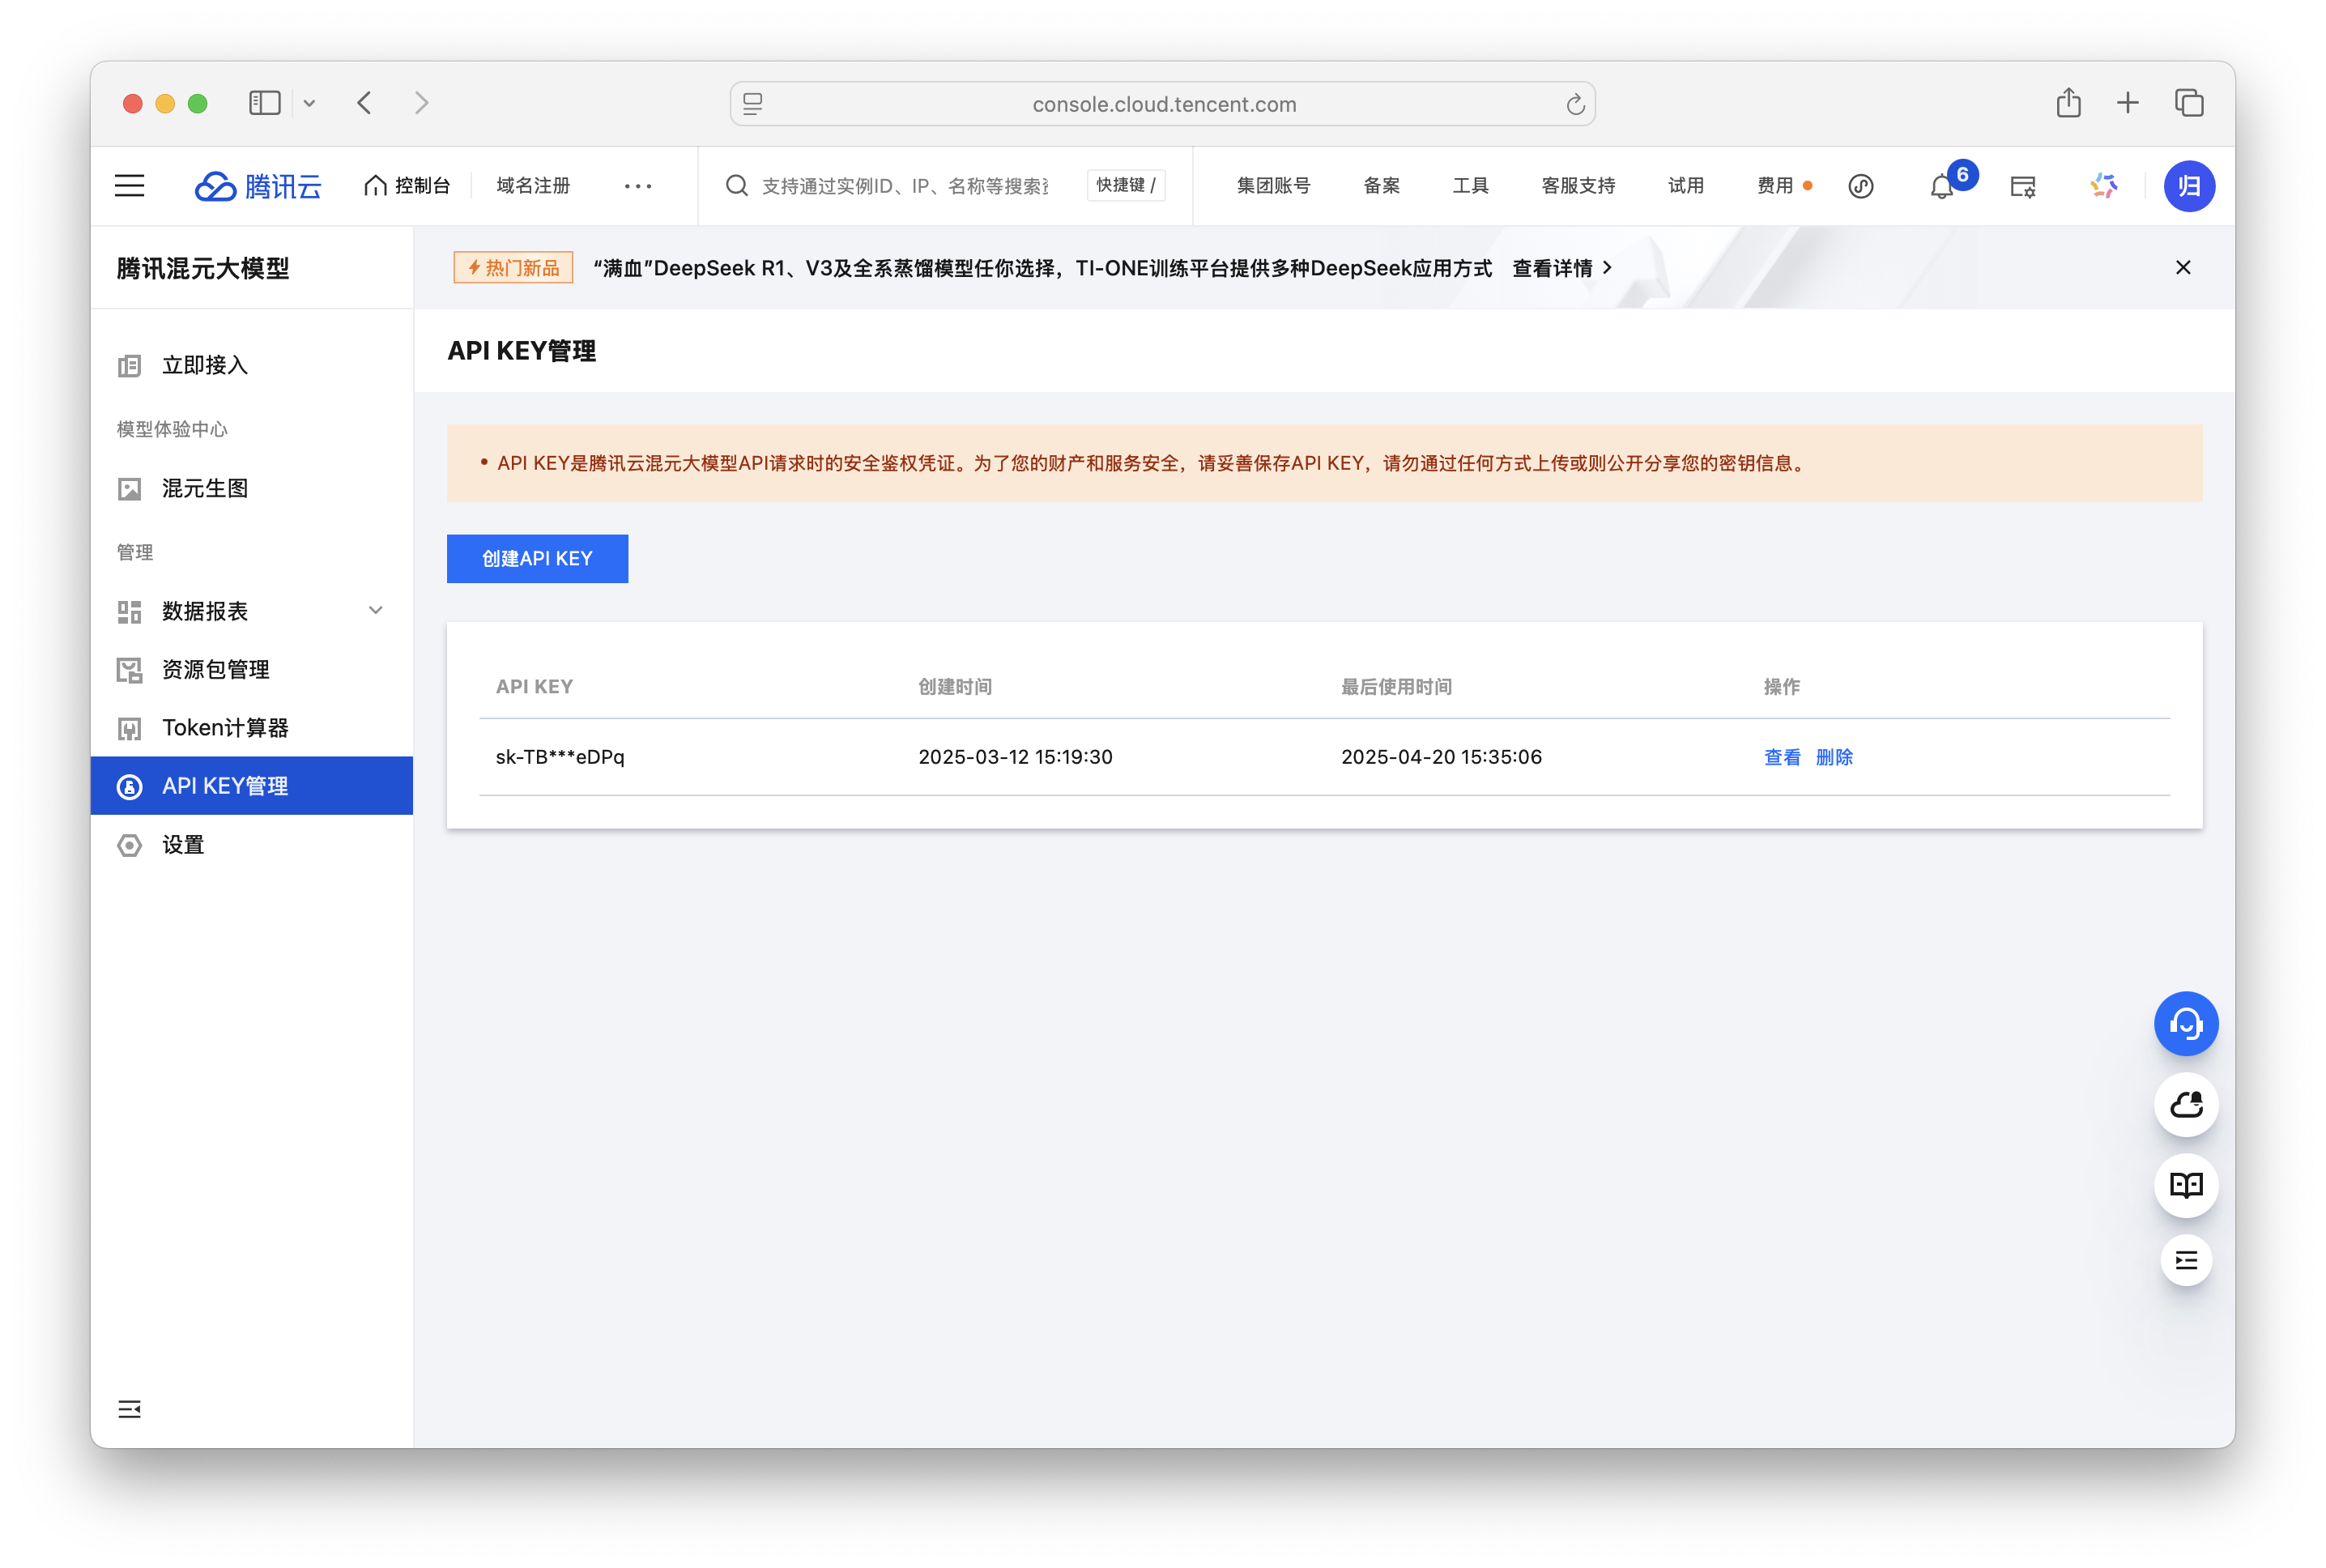 console.cloud.tencent.com
腾讯云
控制台
域名注册
支持通过实例ID、IP、名称等搜索
快捷键 /
集团账号
备案
工具
客服支持
试用
费用
6
归
腾讯混元大模型
立即接入
模型体验中心
混元生图
管理
数据报表
资源包管理
Token计算器
API KEY管理
设置
热门新品
“满血”DeepSeek R1、V3及全系蒸馏模型任你选择，TI-ONE训练平台提供多种DeepSeek应用方式 查看详情
API KEY管理
• API KEY是腾讯云混元大模型API请求时的安全鉴权凭证。为了您的财产和服务安全，请妥善保存API KEY，请勿通过任何方式上传或则公开分享您的密钥信息。
创建API KEY
API KEY 创建时间 最后使用时间 操作
sk-TB***eDPq 2025-03-12 15:19:30 2025-04-20 15:35:06 查看 删除